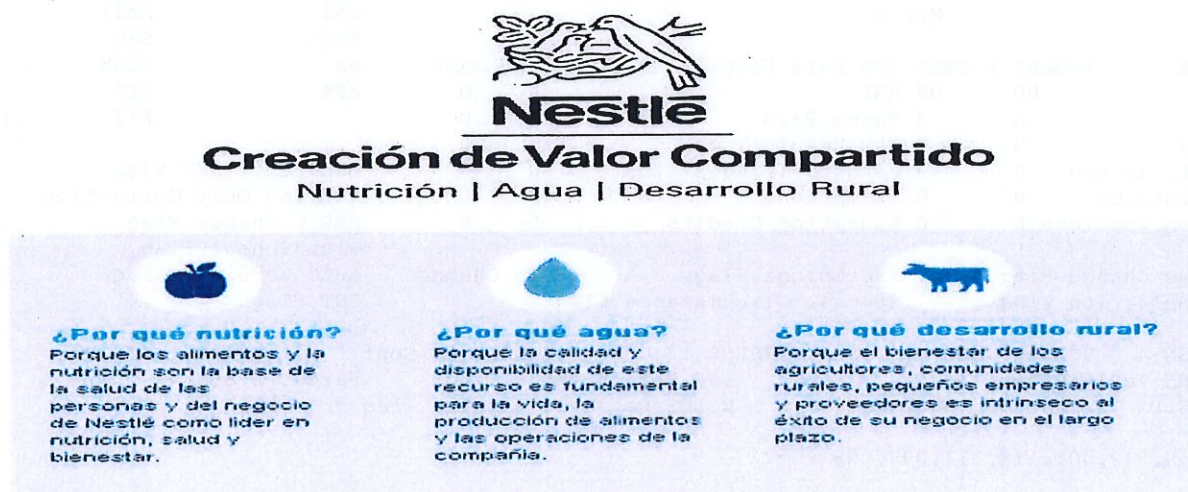 Nestlé
Creación de Valor Compartido
Nutrición | Agua | Desarrollo Rural
¿Por qué nutrición?
Porque los alimentos y la
nutrición son la base de
la salud de las
personas y del negocio
de Nestlé como líder en
nutrición, salud y
bienestar.
¿Por qué agua?
Porque la calidad y
disponibilidad de este
recurso es fundamental
para la vida, la
producción de alimentos
y las operaciones de la
compañía.
¿Por qué desarrollo rural?
Porque el bienestar de los
agricultores, comunidades
rurales, pequeños empresarios
y proveedores es intrínseco al
éxito de su negocio en el largo
plazo.